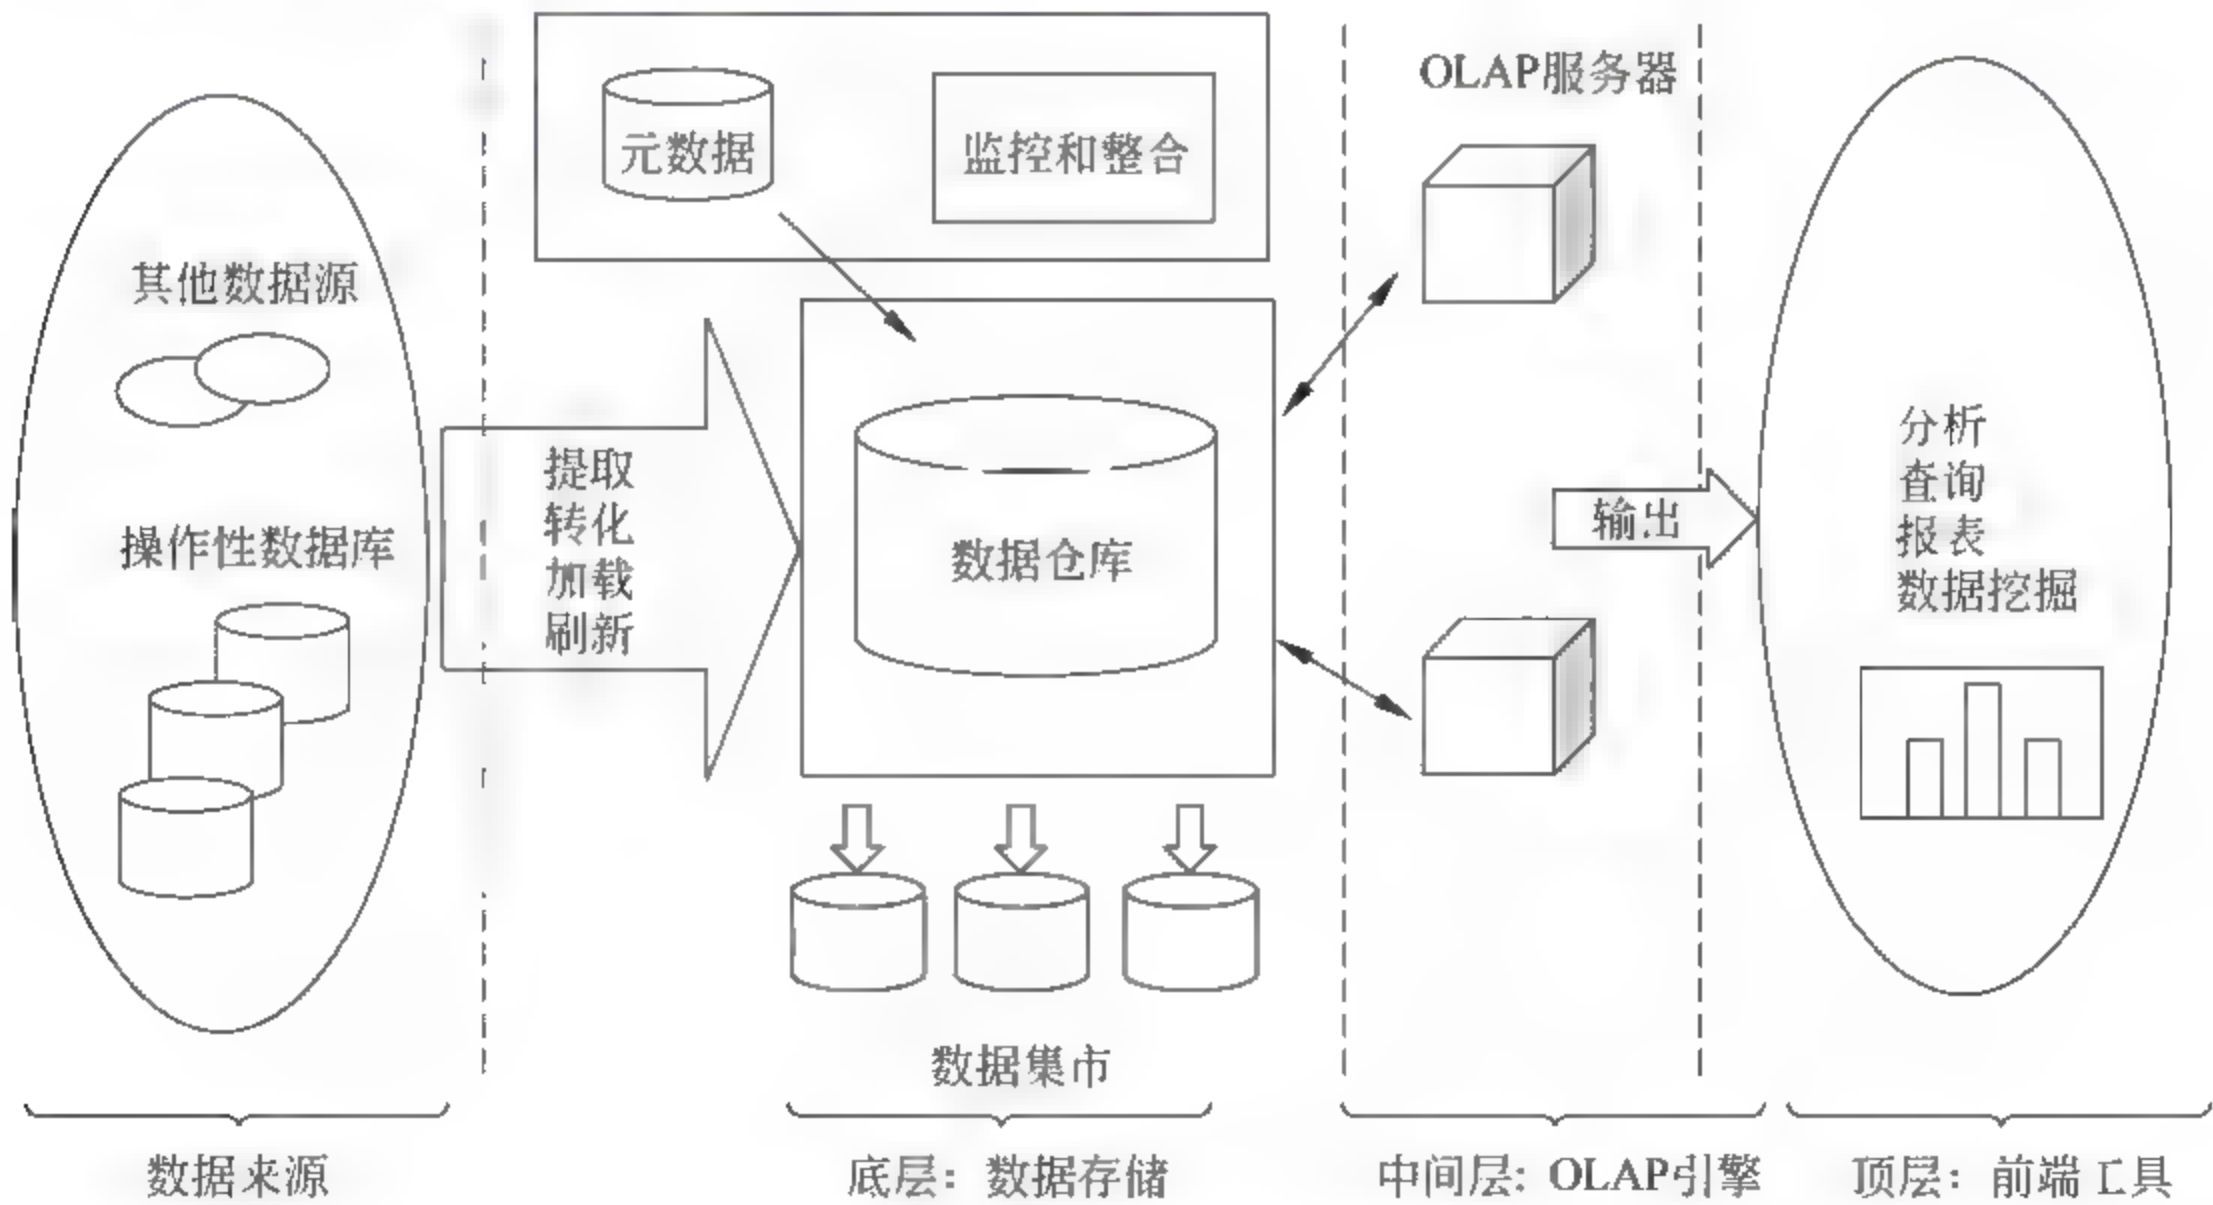 元数据
监控和整合
OLAP服务器
其他数据源
操作性数据库
提取
转化
加载
刷新
数据仓库
输出
分析
查询
报表
数据挖掘
数据集市
数据来源
底层：数据存储
中间层：OLAP引擎
顶层：前端工具